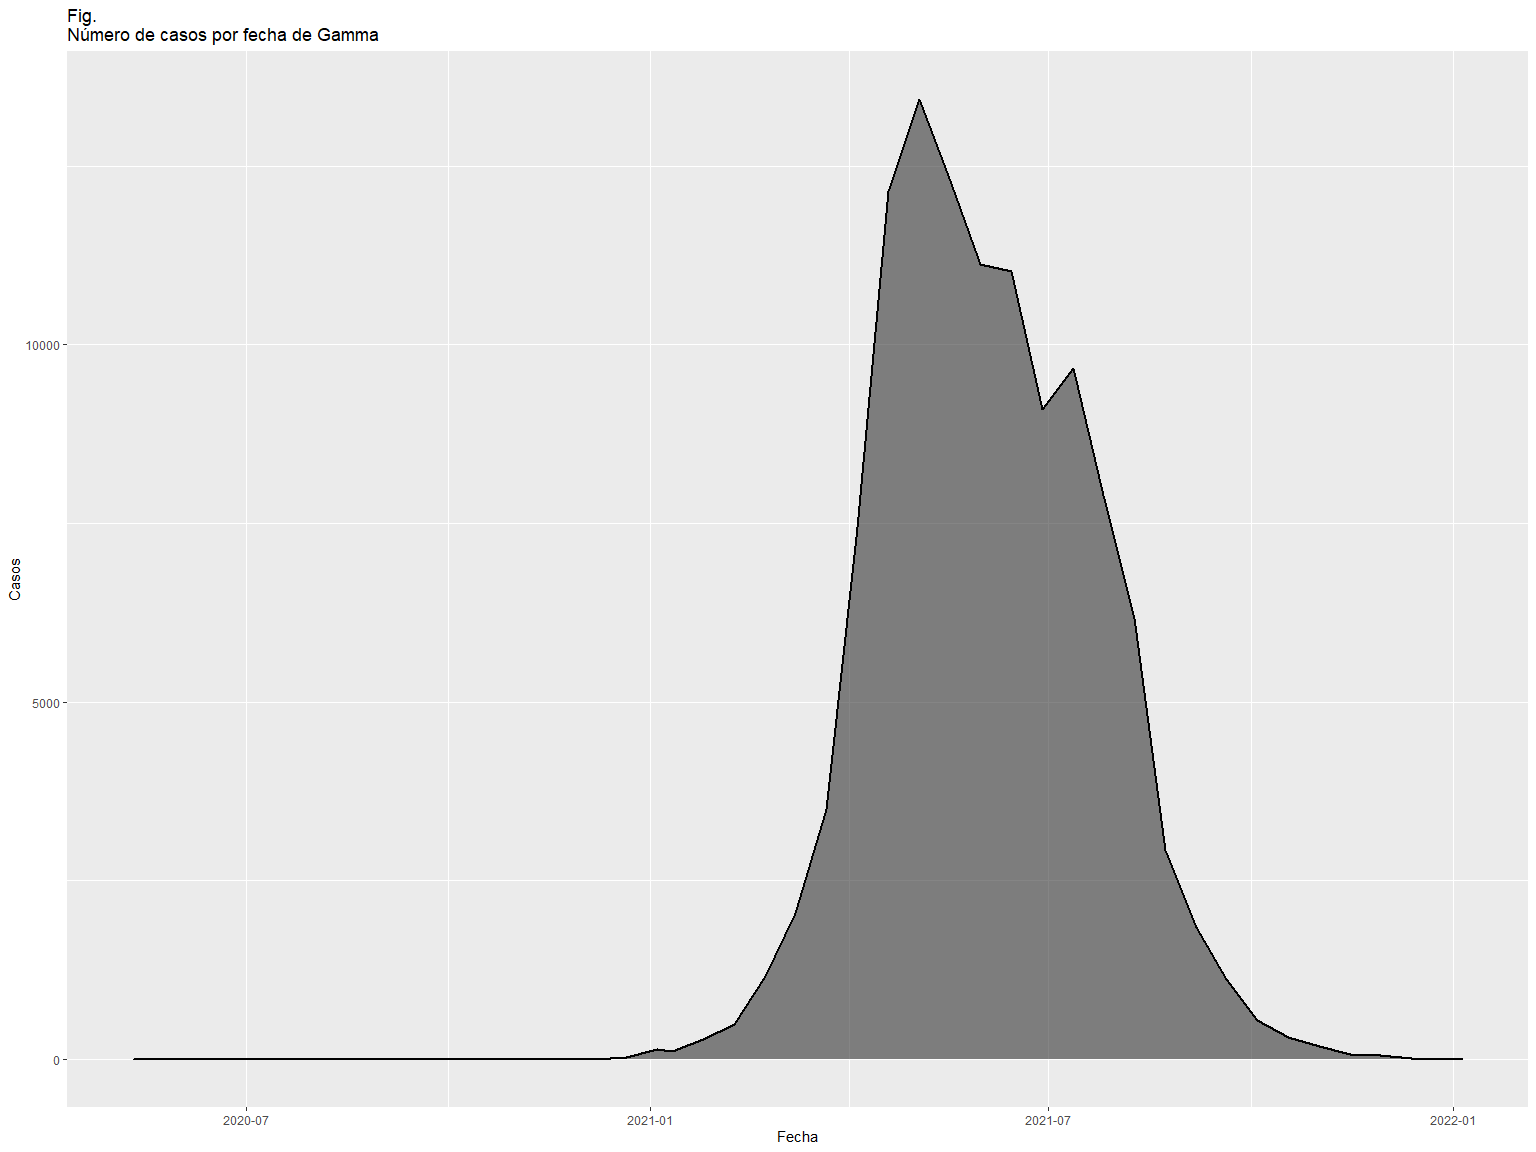 Fig.
Número de casos por fecha de Gamma
Casos
10000
5000
0
2020-07
2021-01
2021-07
2022-01
Fecha